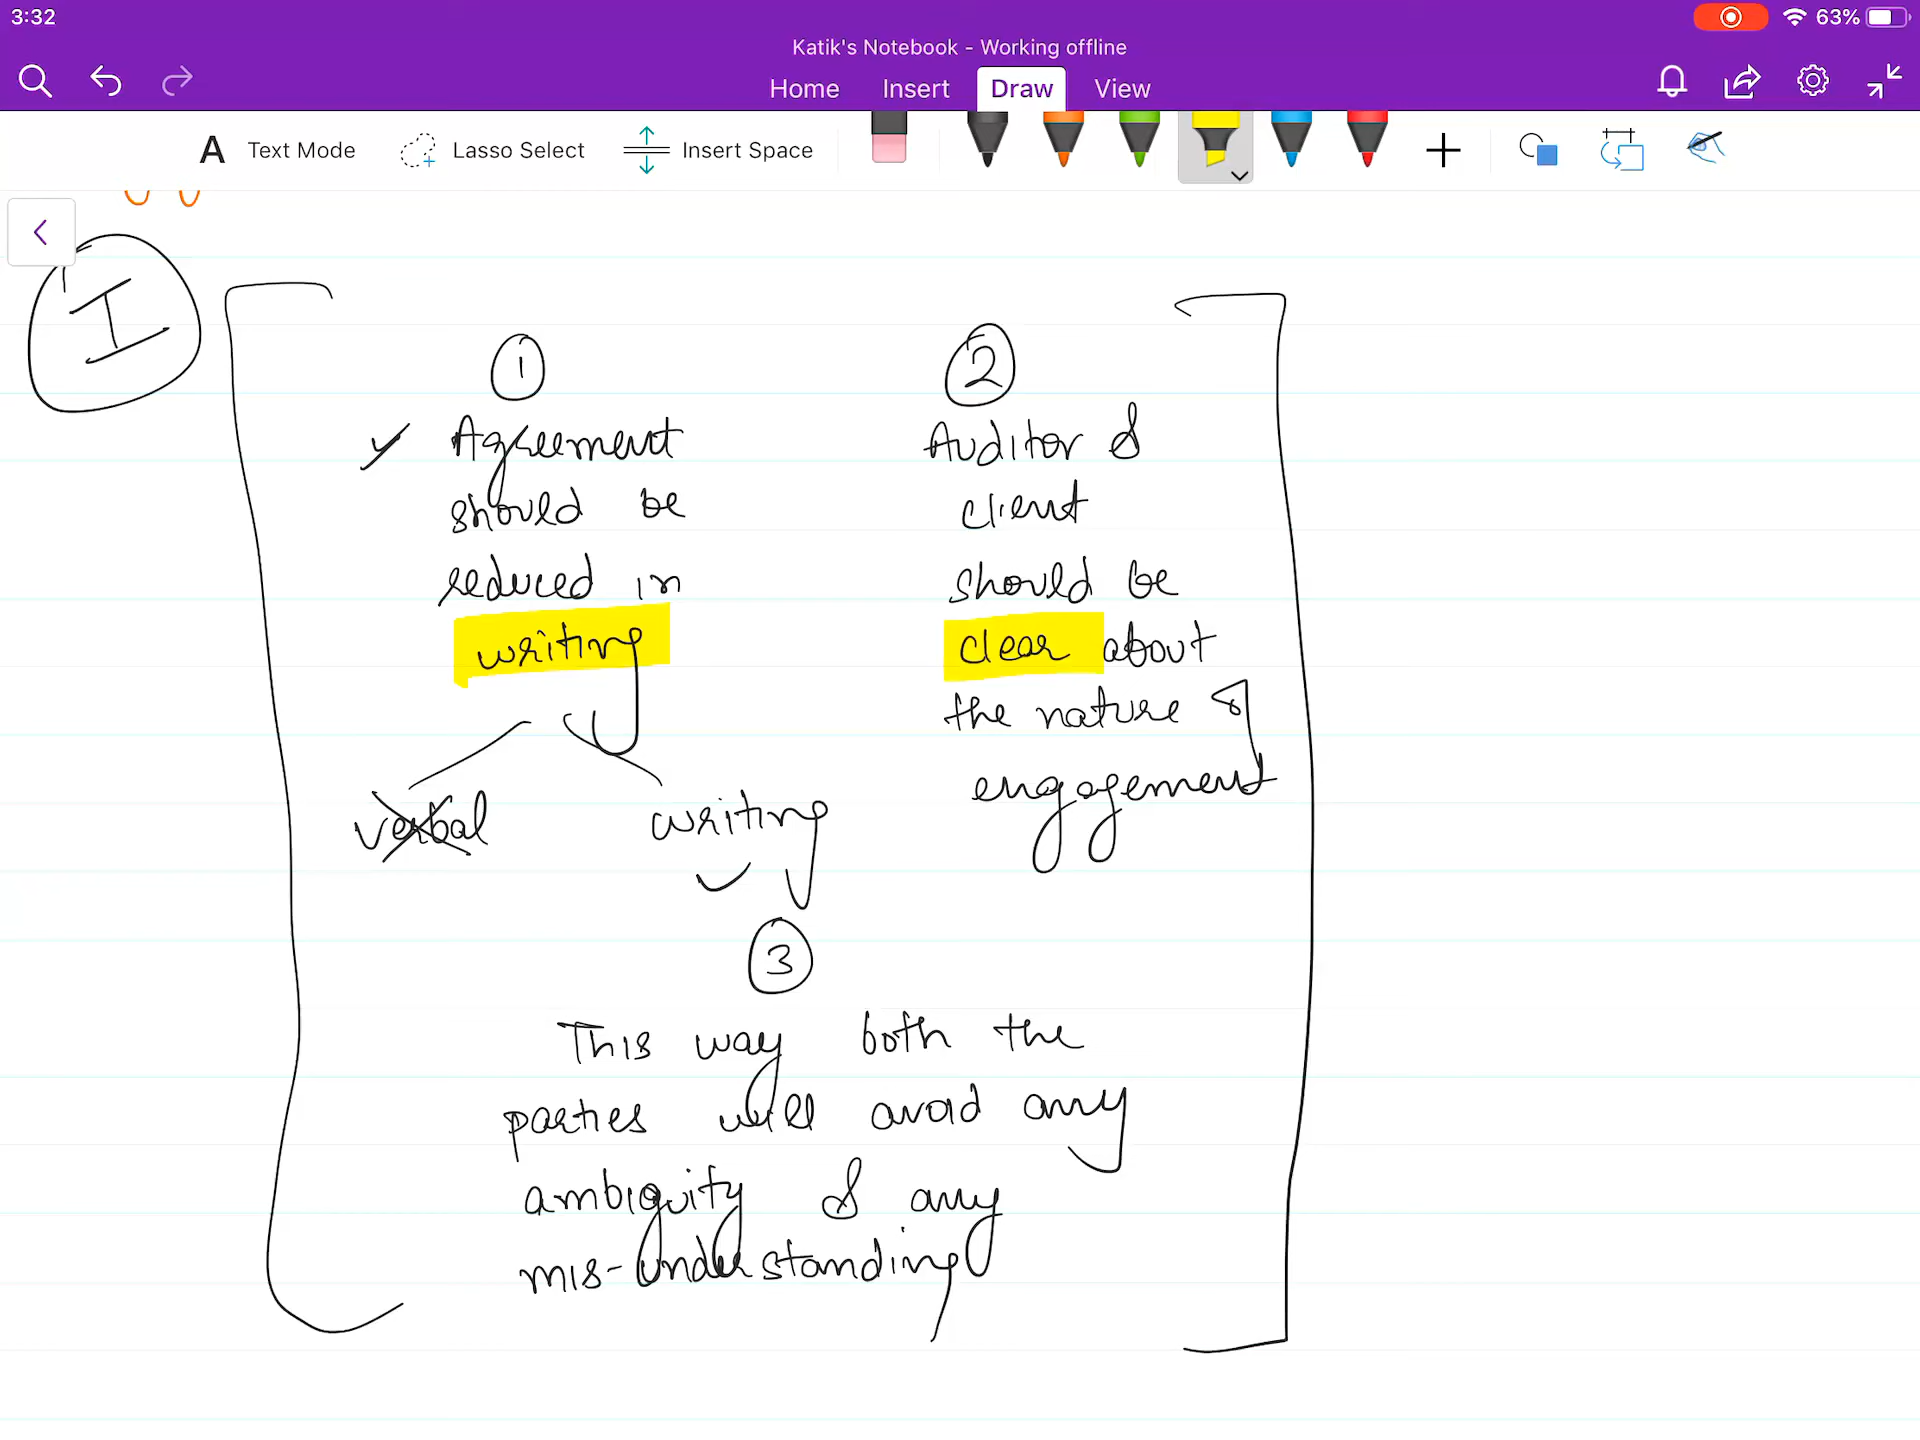 3:32
63%
Katik's Notebook - Working offline
Home Insert Draw View
A Text Mode Lasso Select Insert Space
I
1
Agreement
should be
reduced in
writing
verbal writing
2
Auditor &
client
should be
clear about
the nature of
engagement
3
This way both the
parties will avoid any
ambiguity & any
mis-understanding